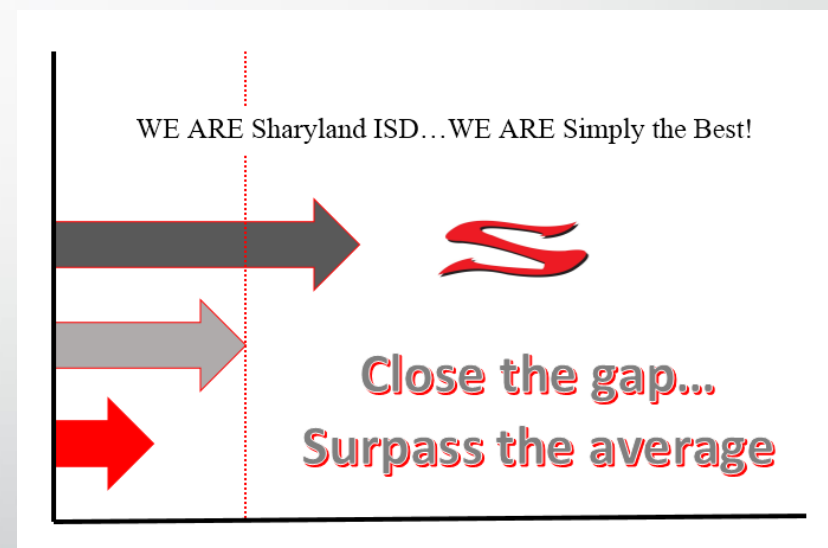 WE ARE Sharyland ISD…WE ARE Simply the Best!
Close the gap…
Surpass the average